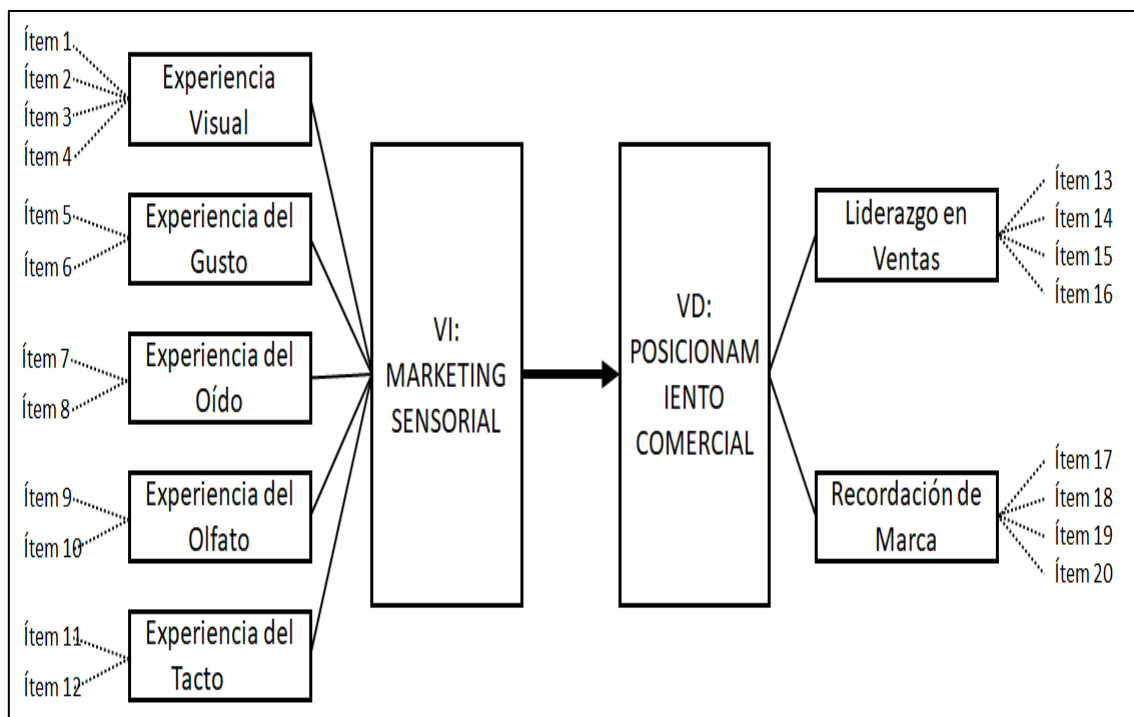 Ítem 1
Ítem 2
Ítem 3
Ítem 4
Experiencia
Visual
Ítem 5
Ítem 6
Experiencia del
Gusto
Ítem 7
Ítem 8
Experiencia del
Oído
Ítem 9
Ítem 10
Experiencia del
Olfato
Ítem 11
Ítem 12
Experiencia del
Tacto
VI:
MARKETING
SENSORIAL
VD:
POSICIONAM
IENTO
COMERCIAL
Liderazgo en
Ventas
Ítem 13
Ítem 14
Ítem 15
Ítem 16
Recordación de
Marca
Ítem 17
Ítem 18
Ítem 19
Ítem 20